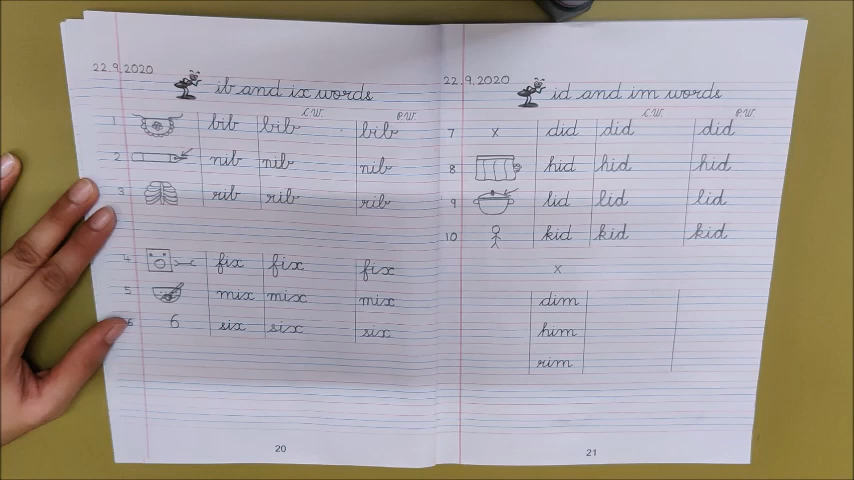 22.9.2020
ib and ix words
C.W. P.W.
1 bib bib bib
2 nib nib nib
3 rib rib rib
4 fix fix fix
5 mix mix mix
6 6 six six six
20
22.9.2020
id and im words
C.W. P.W.
7 x did did did
8 hid hid hid
9 lid lid lid
10 kid kid kid
x
dim
him
rim
21